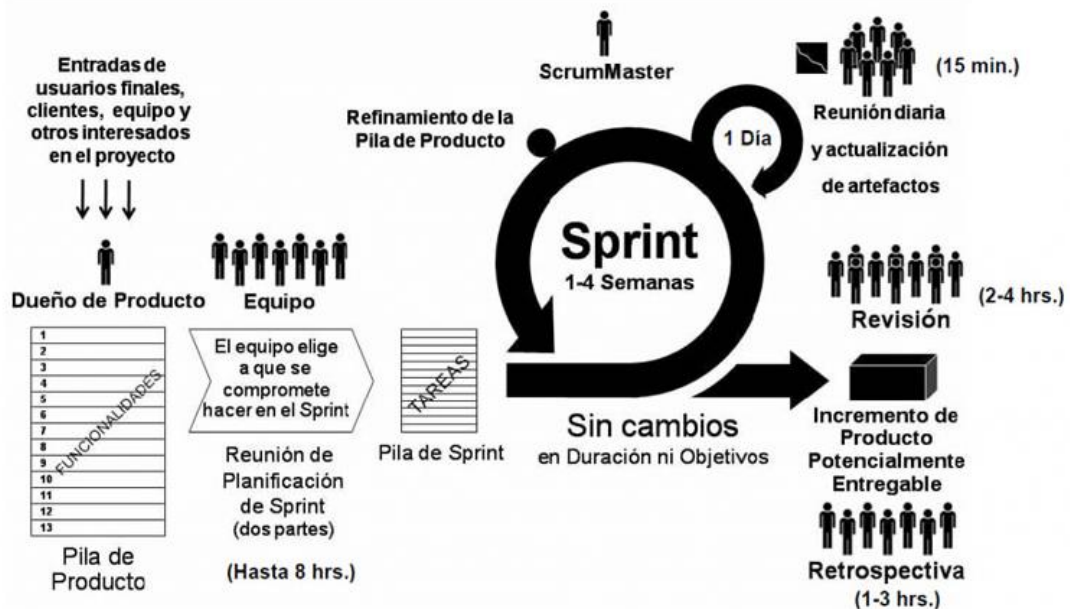 Entradas de
usuarios finales,
clientes, equipo y
otros interesados
en el proyecto
Dueño de Producto
1
2
3
4
5
6
7
8
9
10
11
12
13
FUNCIONALIDADES
Pila de
Producto
Equipo
El equipo elige
a que se
compromete
hacer en el Sprint
Reunión de
Planificación
de Sprint
(dos partes)
(Hasta 8 hrs.)
TAREAS
Pila de Sprint
ScrumMaster
Refinamiento de la
Pila de Producto
1 Día
Sprint
1-4 Semanas
Sin cambios
en Duración ni Objetivos
(15 min.)
Reunión diaria
y actualización
de artefactos
(2-4 hrs.)
Revisión
Incremento de
Producto
Potencialmente
Entregable
Retrospectiva
(1-3 hrs.)